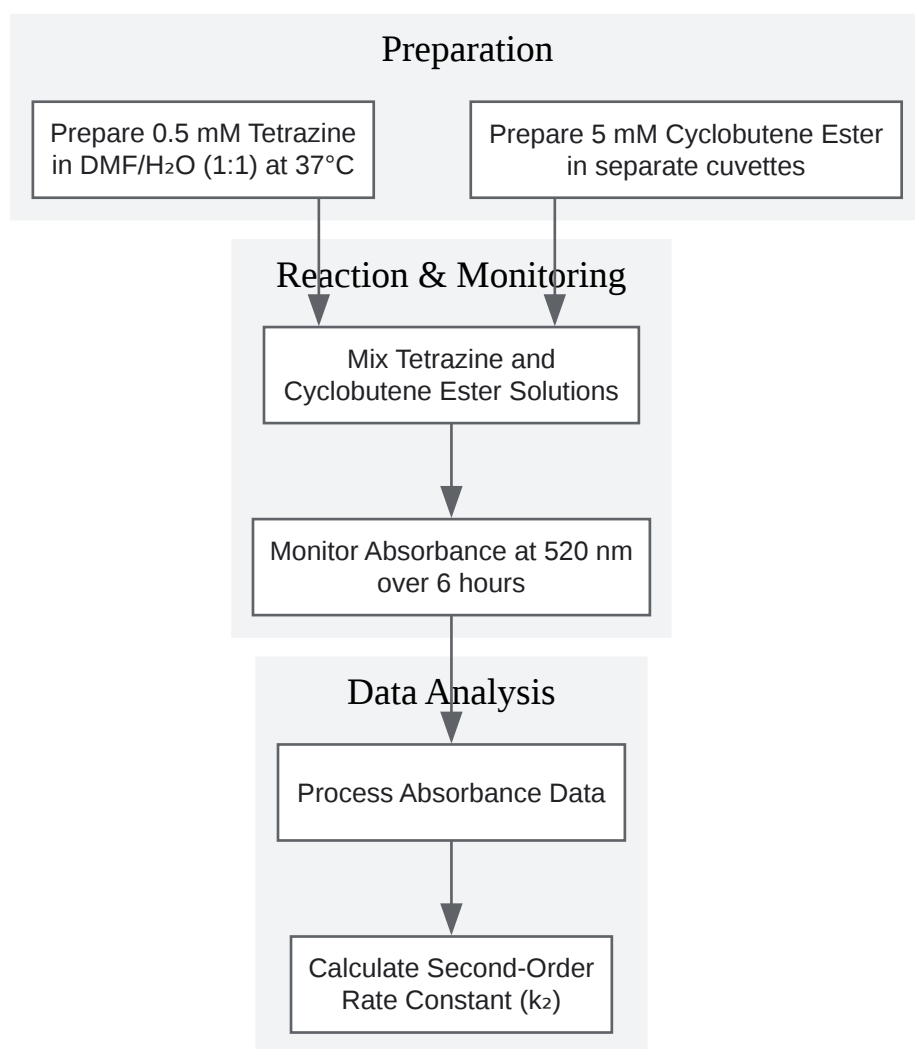 Preparation
Prepare 0.5 mM Tetrazine
in DMF/H₂O (1:1) at 37°C
Prepare 5 mM Cyclobutene Ester
in separate cuvettes
Reaction & Monitoring
Mix Tetrazine and
Cyclobutene Ester Solutions
Monitor Absorbance at 520 nm
over 6 hours
Data Analysis
Process Absorbance Data
Calculate Second-Order
Rate Constant (k₂)